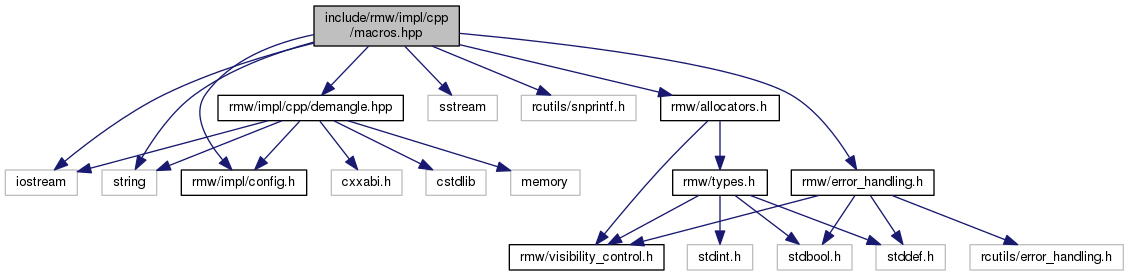 include/rmw/impl/cpp
/macros.hpp
rmw/impl/cpp/demangle.hpp
sstream
rcutils/snprintf.h
rmw/allocators.h
iostream
string
rmw/impl/config.h
cxxabi.h
cstdlib
memory
rmw/types.h
rmw/error_handling.h
rmw/visibility_control.h
stdint.h
stdbool.h
stddef.h
rcutils/error_handling.h